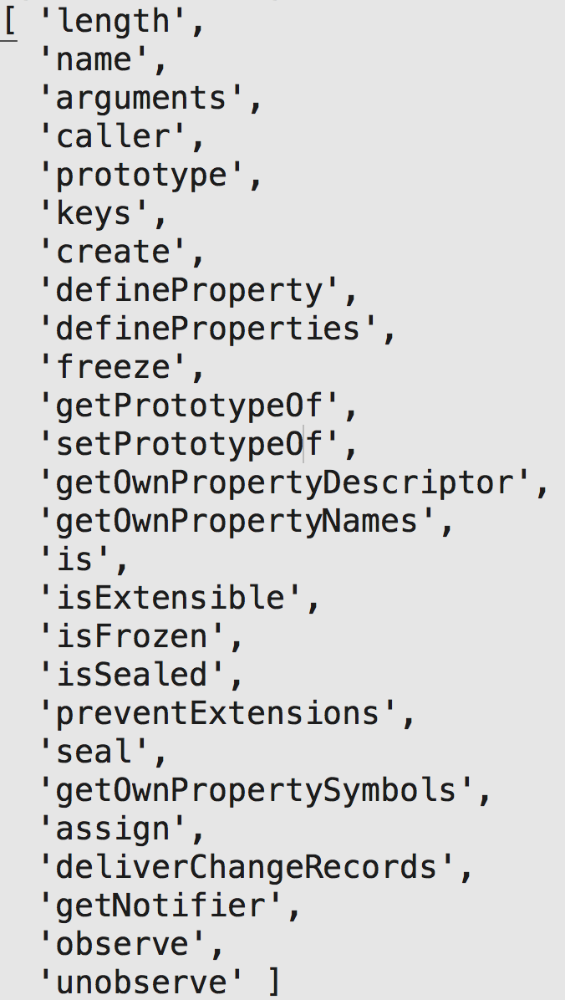 [ 'length',
'name',
'arguments',
'caller',
'prototype',
'keys',
'create',
'defineProperty',
'defineProperties',
'freeze',
'getPrototypeOf',
'setPrototypeOf',
'getOwnPropertyDescriptor',
'getOwnPropertyNames',
'is',
'isExtensible',
'isFrozen',
'isSealed',
'preventExtensions',
'seal',
'getOwnPropertySymbols',
'assign',
'deliverChangeRecords',
'getNotifier',
'observe',
'unobserve' ]